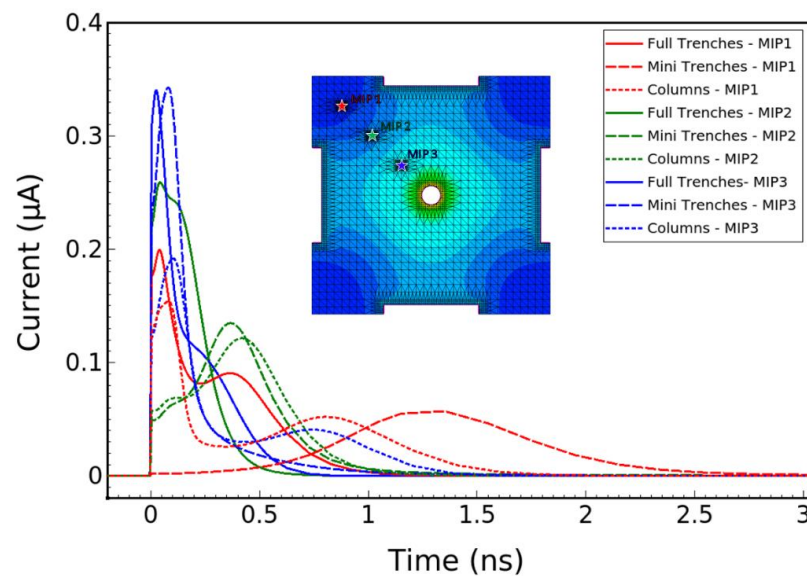 0.4
0.3
0.2
0.1
0
Current (µA)
0
0.5
1
1.5
2
2.5
3
Time (ns)
MIP1
MIP2
MIP3
Full Trenches - MIP1
Mini Trenches - MIP1
Columns - MIP1
Full Trenches - MIP2
Mini Trenches - MIP2
Columns - MIP2
Full Trenches- MIP3
Mini Trenches - MIP3
Columns - MIP3